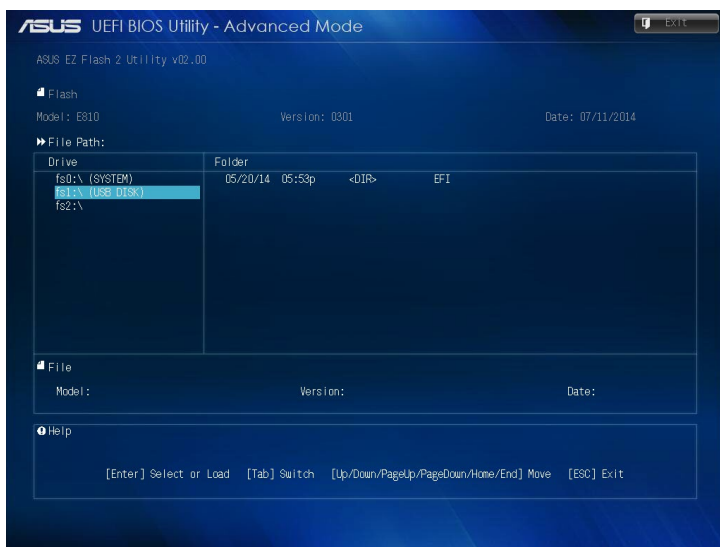 ASUS UEFI BIOS Utility - Advanced Mode
Exit
ASUS EZ Flash 2 Utility v02.00
Flash
Model: E810 Version: 0301 Date: 07/11/2014
File Path:
Drive Folder
fs0:\ (SYSTEM) 05/20/14 05:53p <DIR> EFI
fs1:\ (USB DISK)
fs2:\
File
Model: Version: Date:
Help
[Enter] Select or Load [Tab] Switch [Up/Down/PageUp/PageDown/Home/End] Move [ESC] Exit